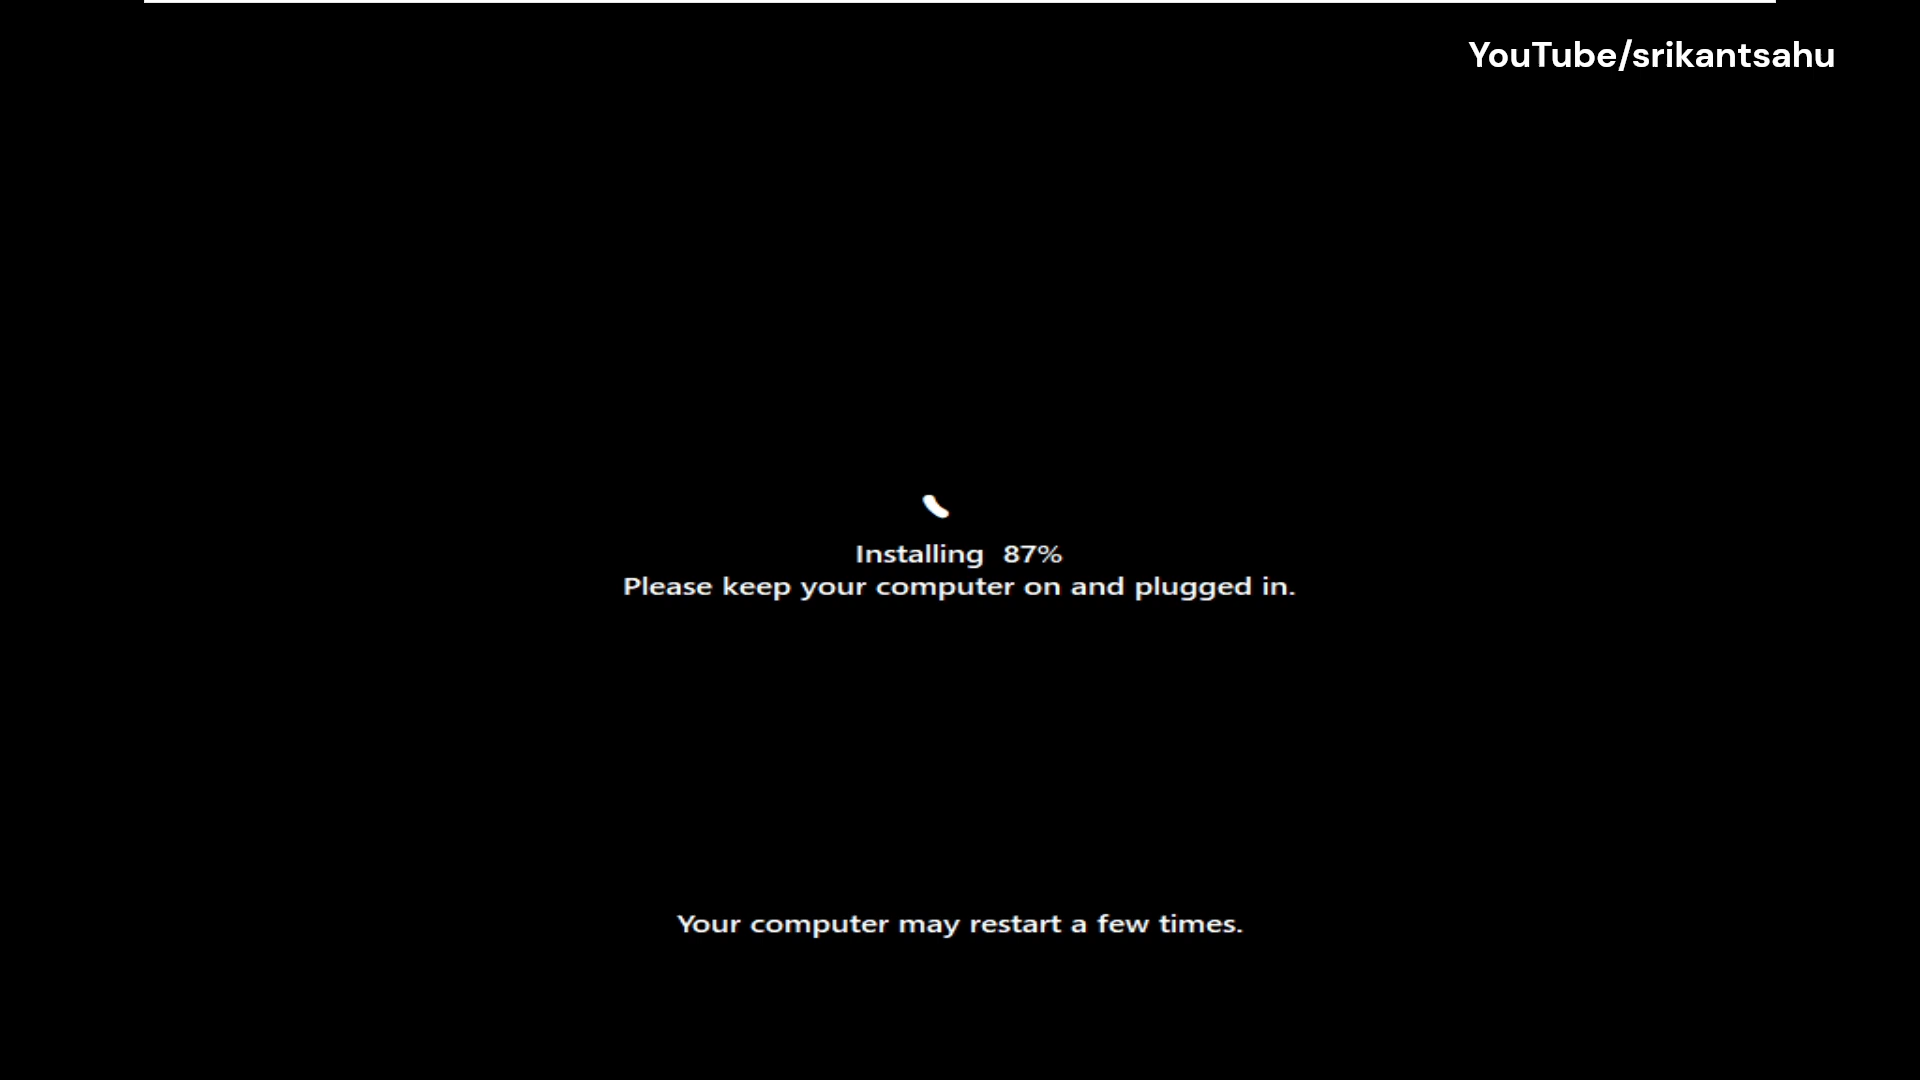 YouTube/srikantsahu
Installing 87%
Please keep your computer on and plugged in.
Your computer may restart a few times.